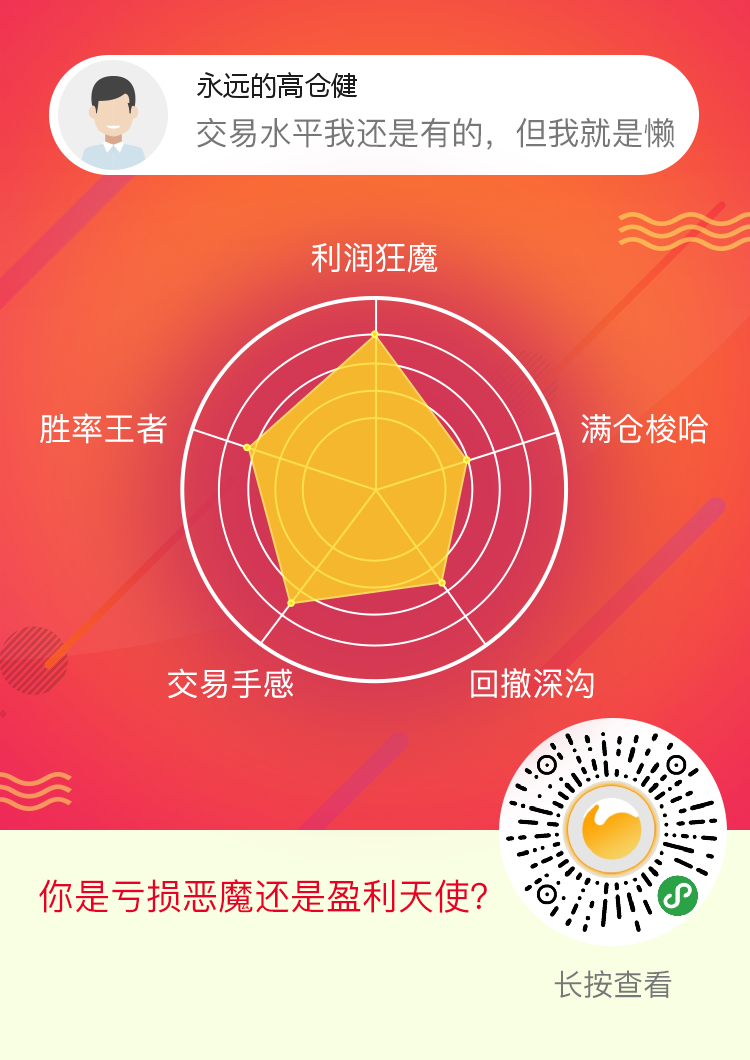 永远的高仓健
交易水平我还是有的，但我就是懒
利润狂魔
胜率王者
满仓梭哈
交易手感
回撤深沟
你是亏损恶魔还是盈利天使？
长按查看